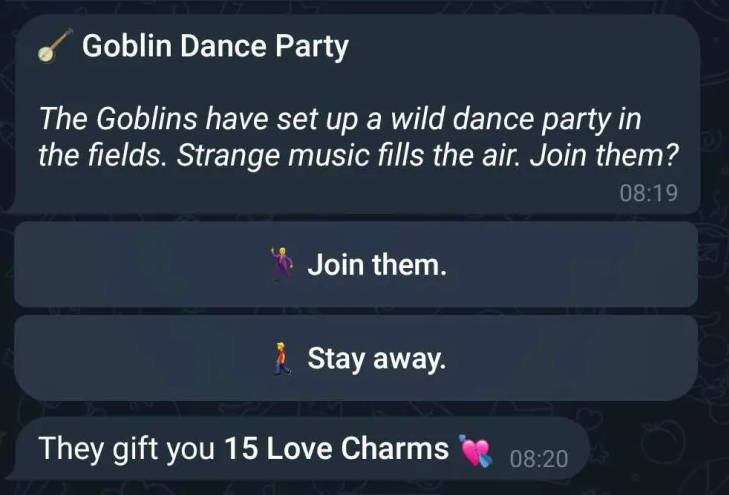 🪕 Goblin Dance Party
The Goblins have set up a wild dance party in
the fields. Strange music fills the air. Join them?
08:19
🕺 Join them.
🚶 Stay away.
They gift you 15 Love Charms 💘 08:20